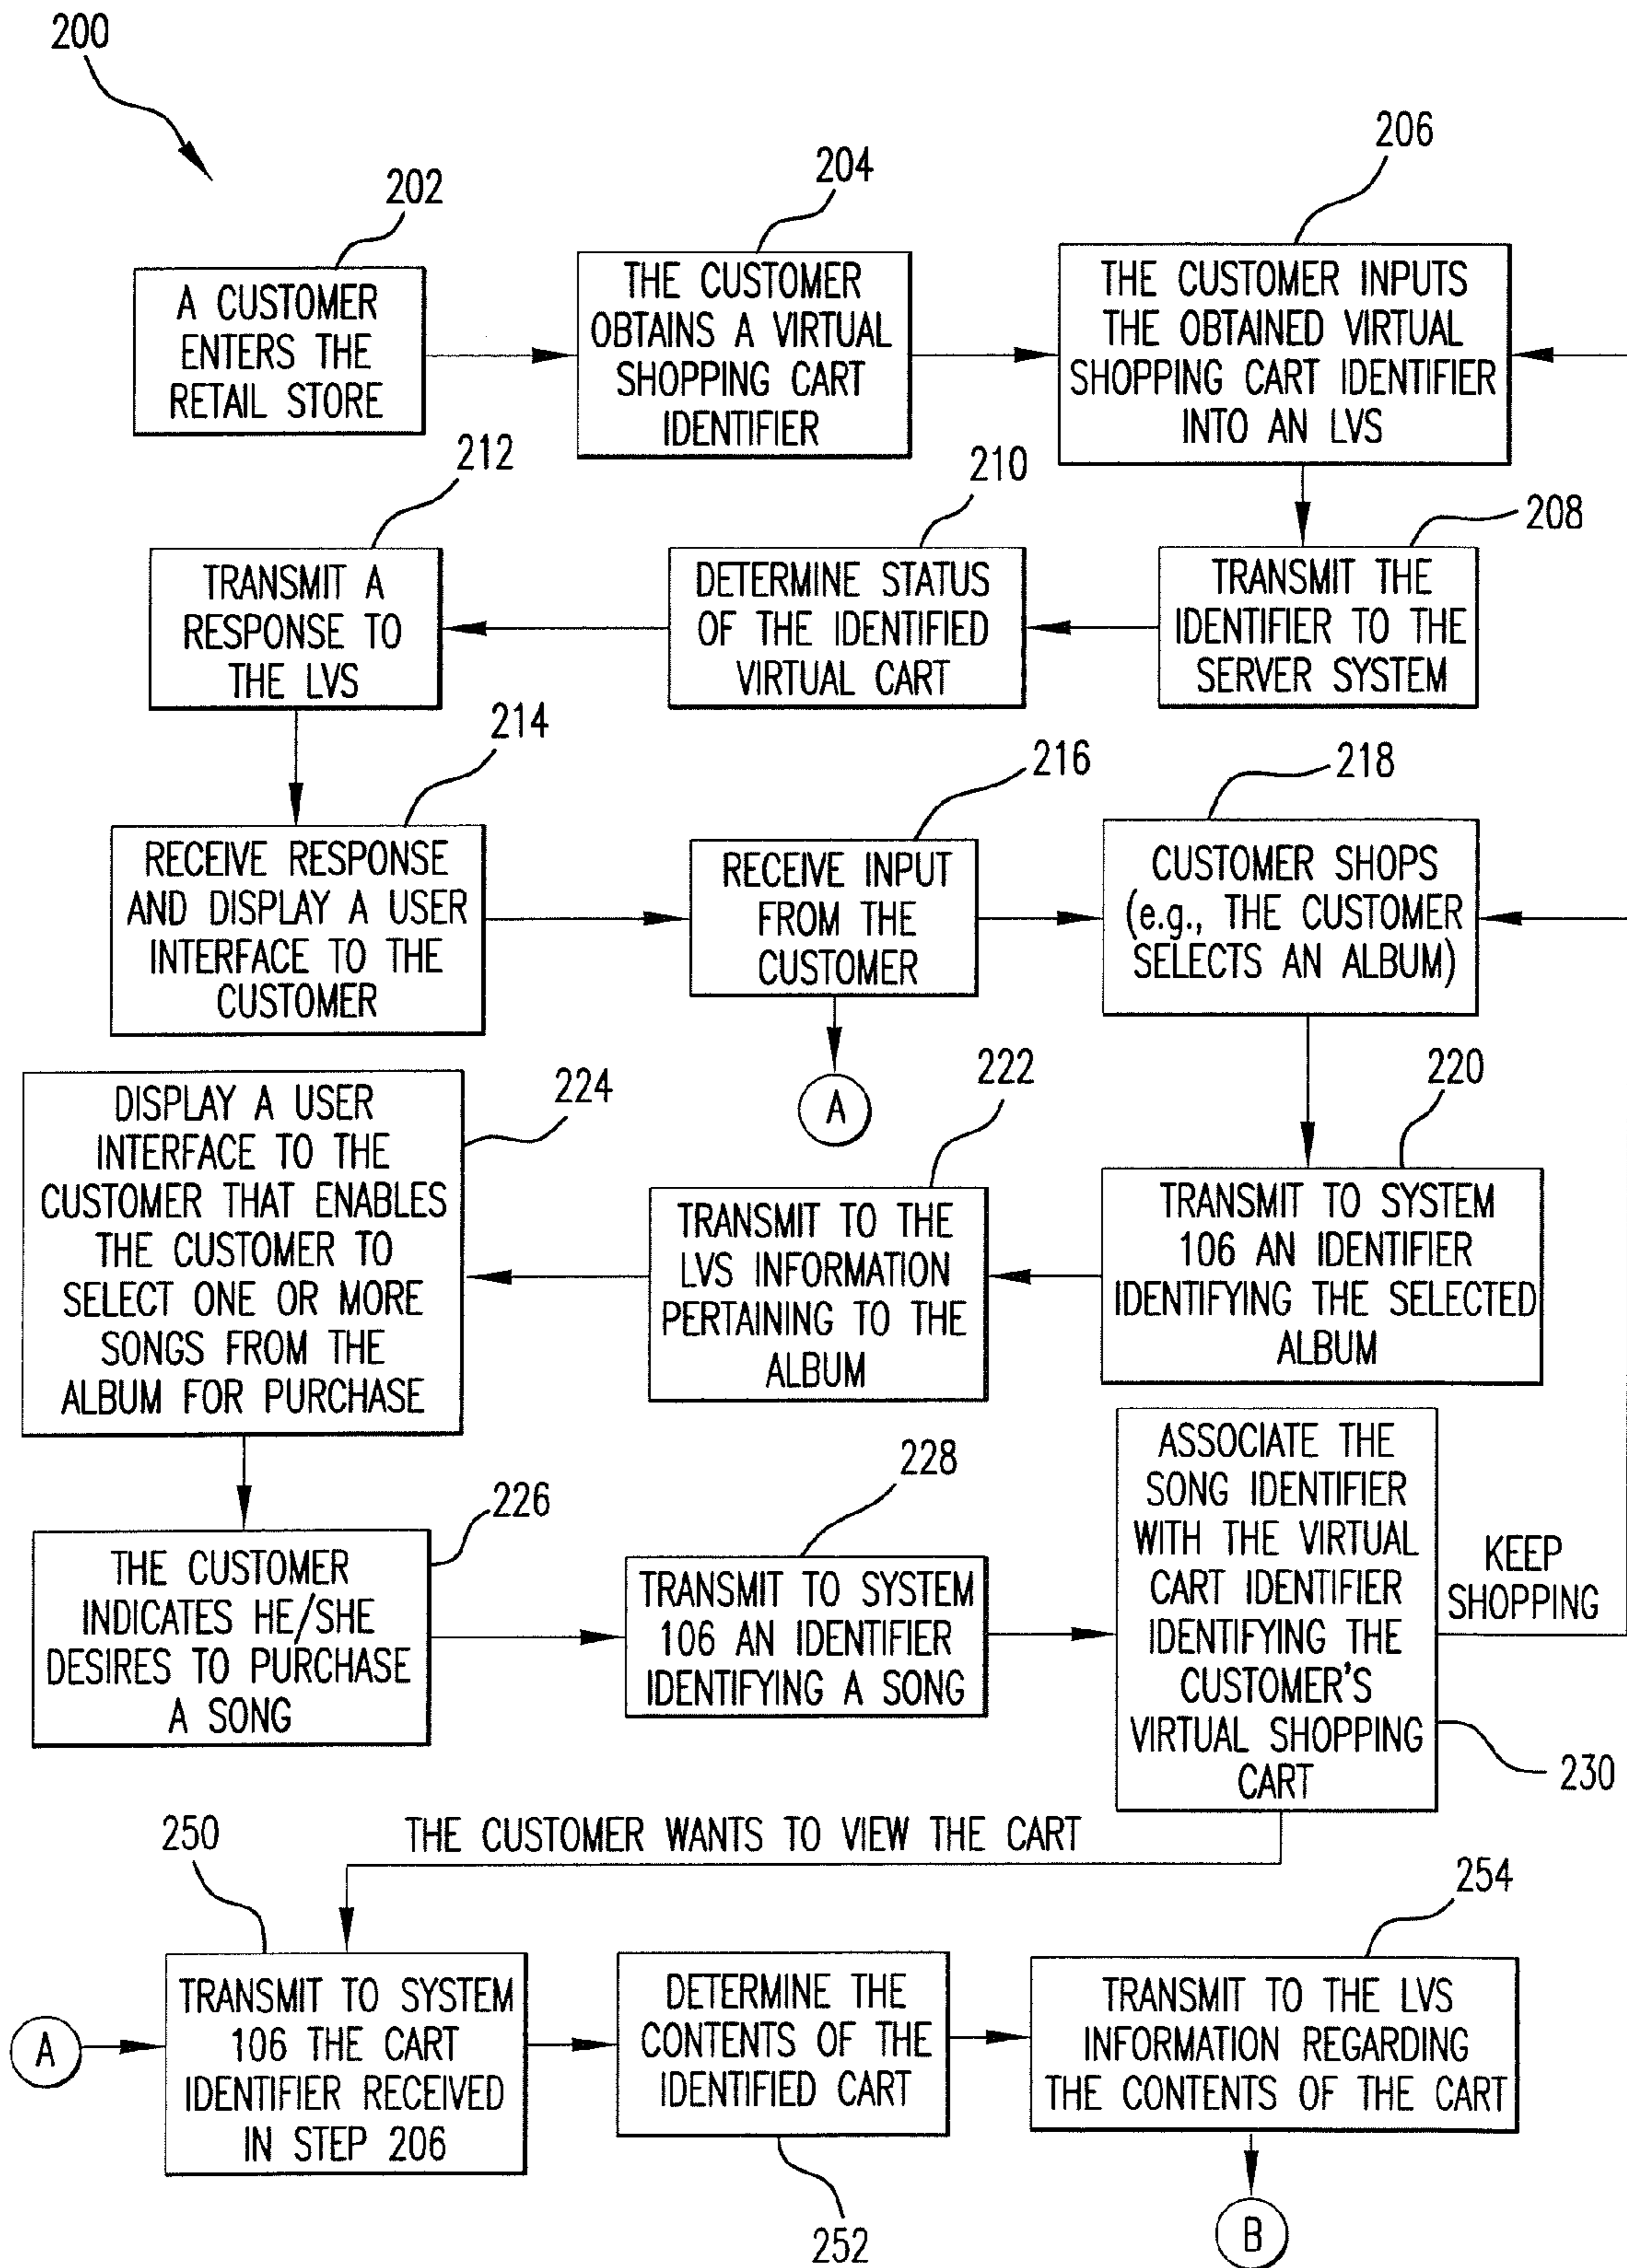 200
202
A CUSTOMER
ENTERS THE
RETAIL STORE
204
THE CUSTOMER
OBTAINS A VIRTUAL
SHOPPING CART
IDENTIFIER
206
THE CUSTOMER INPUTS
THE OBTAINED VIRTUAL
SHOPPING CART IDENTIFIER
INTO AN LVS
208
TRANSMIT THE
IDENTIFIER TO THE
SERVER SYSTEM
210
DETERMINE STATUS
OF THE IDENTIFIED
VIRTUAL CART
212
TRANSMIT A
RESPONSE TO
THE LVS
214
RECEIVE RESPONSE
AND DISPLAY A USER
INTERFACE TO THE
CUSTOMER
216
RECEIVE INPUT
FROM THE
CUSTOMER
A
218
CUSTOMER SHOPS
(e.g., THE CUSTOMER
SELECTS AN ALBUM)
220
TRANSMIT TO SYSTEM
106 AN IDENTIFIER
IDENTIFYING THE SELECTED
ALBUM
222
TRANSMIT TO THE
LVS INFORMATION
PERTAINING TO THE
ALBUM
224
DISPLAY A USER
INTERFACE TO THE
CUSTOMER THAT ENABLES
THE CUSTOMER TO
SELECT ONE OR MORE
SONGS FROM THE
ALBUM FOR PURCHASE
226
THE CUSTOMER
INDICATES HE/SHE
DESIRES TO PURCHASE
A SONG
228
TRANSMIT TO SYSTEM
106 AN IDENTIFIER
IDENTIFYING A SONG
ASSOCIATE THE
SONG IDENTIFIER
WITH THE VIRTUAL
CART IDENTIFIER
IDENTIFYING THE
CUSTOMER'S
VIRTUAL SHOPPING
CART
230
KEEP
SHOPPING
THE CUSTOMER WANTS TO VIEW THE CART
250
A
TRANSMIT TO SYSTEM
106 THE CART
IDENTIFIER RECEIVED
IN STEP 206
DETERMINE THE
CONTENTS OF THE
IDENTIFIED CART
252
254
TRANSMIT TO THE LVS
INFORMATION REGARDING
THE CONTENTS OF THE CART
B